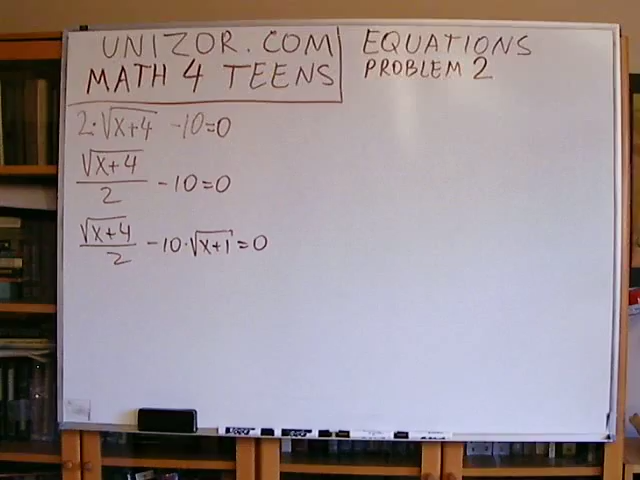 UNIZOR.COM
MATH 4 TEENS
EQUATIONS
PROBLEM 2
2·√(x+4) -10=0
√(x+4)/2 -10=0
√(x+4)/2 -10·√(x+1)=0